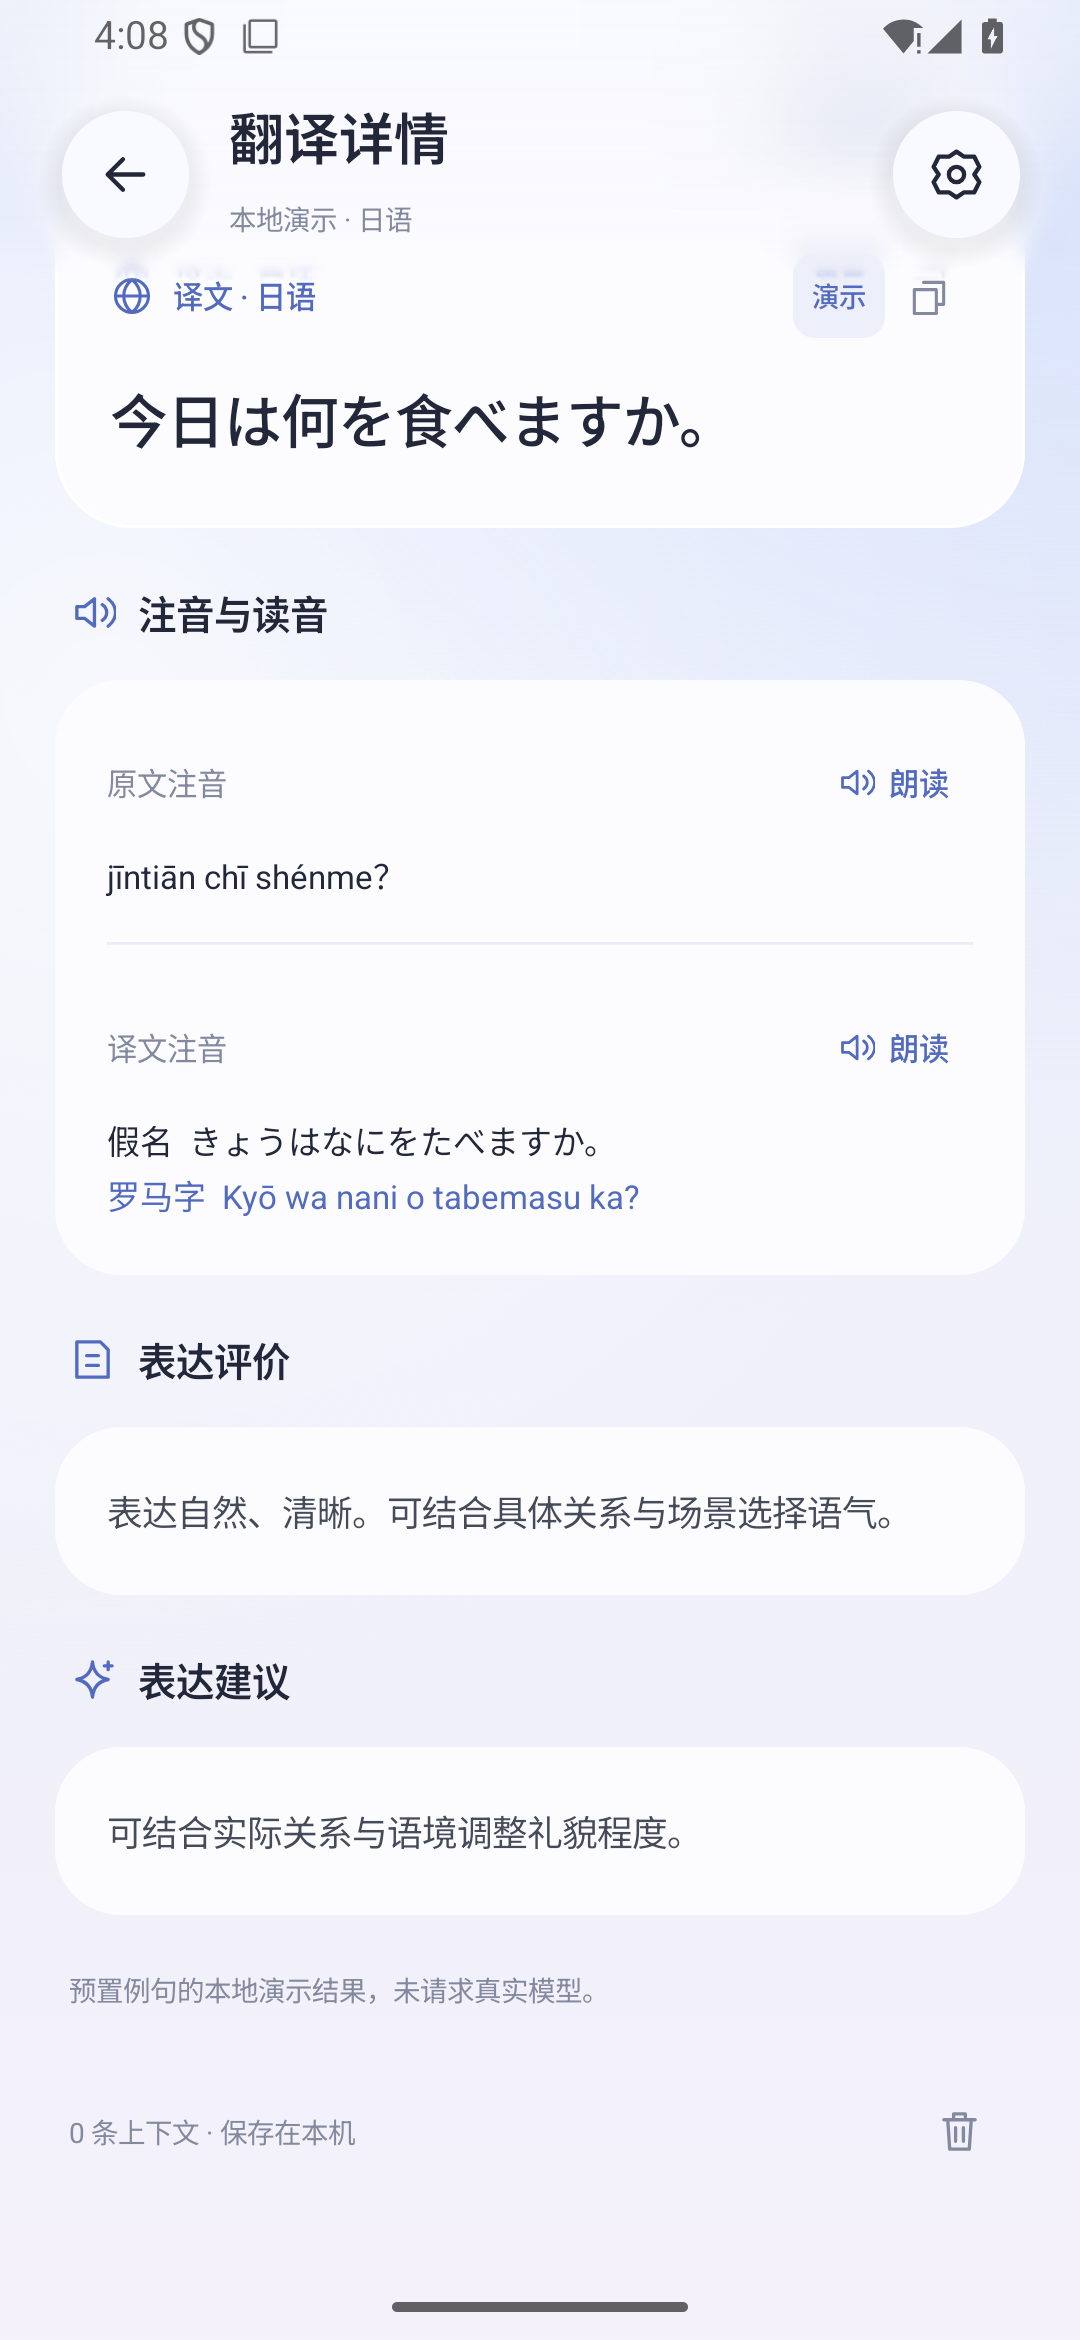 4:08
翻译详情
本地演示 · 日语
译文 · 日语
演示
今日は何を食べますか。
注音与读音
原文注音
朗读
jīntiān chī shénme？
译文注音
朗读
假名 きょうはなにをたべますか。
罗马字 Kyō wa nani o tabemasu ka?
表达评价
表达自然、清晰。可结合具体关系与场景选择语气。
表达建议
可结合实际关系与语境调整礼貌程度。
预置例句的本地演示结果，未请求真实模型。
0 条上下文 · 保存在本机